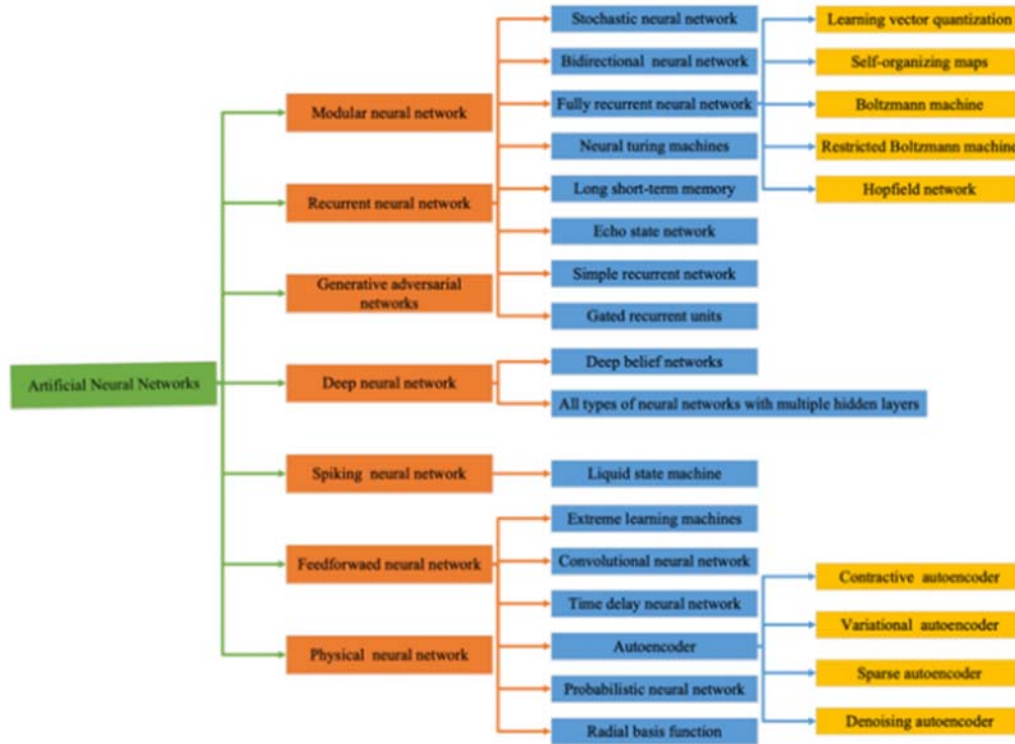 Artificial Neural Networks
Modular neural network
Recurrent neural network
Generative adversarial
networks
Deep neural network
Spiking neural network
Feedforwaed neural network
Physical neural network
Stochastic neural network
Bidirectional neural network
Fully recurrent neural network
Neural turing machines
Long short-term memory
Echo state network
Simple recurrent network
Gated recurrent units
Deep belief networks
All types of neural networks with multiple hidden layers
Liquid state machine
Extreme learning machines
Convolutional neural network
Time delay neural network
Autoencoder
Probabilistic neural network
Radial basis function
Learning vector quantization
Self-organizing maps
Boltzmann machine
Restricted Boltzmann machine
Hopfield network
Contractive autoencoder
Variational autoencoder
Sparse autoencoder
Denoising autoencoder